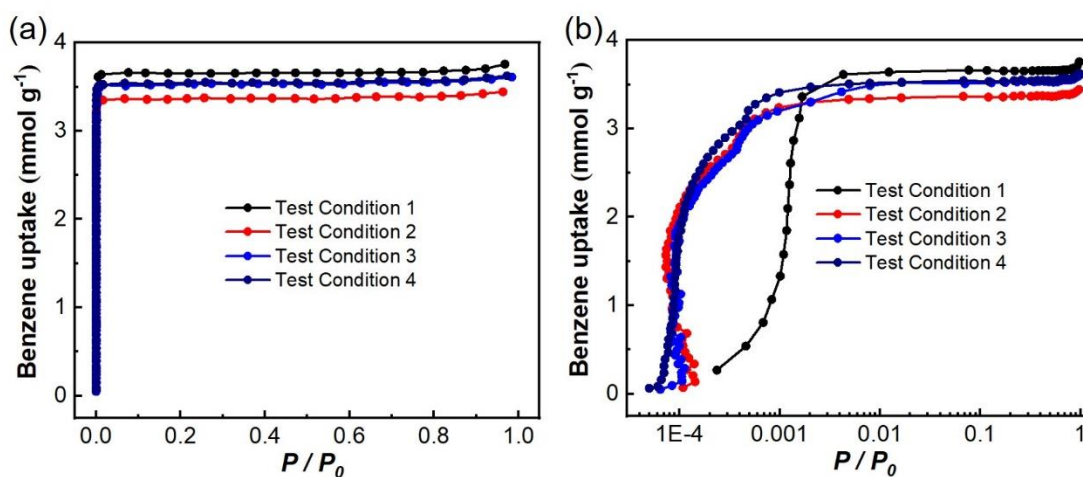 (a)
Benzene uptake (mmol g⁻¹)
4
3
2
1
0
Test Condition 1
Test Condition 2
Test Condition 3
Test Condition 4
0.0 0.2 0.4 0.6 0.8 1.0
P / P₀
(b)
Benzene uptake (mmol g⁻¹)
4
3
2
1
0
Test Condition 1
Test Condition 2
Test Condition 3
Test Condition 4
1E-4 0.001 0.01 0.1 1
P / P₀